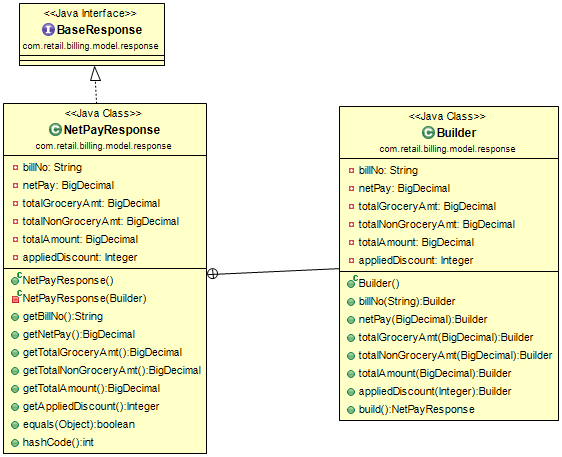 <<Java Interface>>
BaseResponse
com.retail.billing.model.response
<<Java Class>>
NetPayResponse
com.retail.billing.model.response
billNo: String
netPay: BigDecimal
totalGroceryAmt: BigDecimal
totalNonGroceryAmt: BigDecimal
totalAmount: BigDecimal
appliedDiscount: Integer
NetPayResponse()
NetPayResponse(Builder)
getBillNo():String
getNetPay():BigDecimal
getTotalGroceryAmt():BigDecimal
getTotalNonGroceryAmt():BigDecimal
getTotalAmount():BigDecimal
getAppliedDiscount():Integer
equals(Object):boolean
hashCode():int
<<Java Class>>
Builder
com.retail.billing.model.response
billNo: String
netPay: BigDecimal
totalGroceryAmt: BigDecimal
totalNonGroceryAmt: BigDecimal
totalAmount: BigDecimal
appliedDiscount: Integer
Builder()
billNo(String):Builder
netPay(BigDecimal):Builder
totalGroceryAmt(BigDecimal):Builder
totalNonGroceryAmt(BigDecimal):Builder
totalAmount(BigDecimal):Builder
appliedDiscount(Integer):Builder
build():NetPayResponse